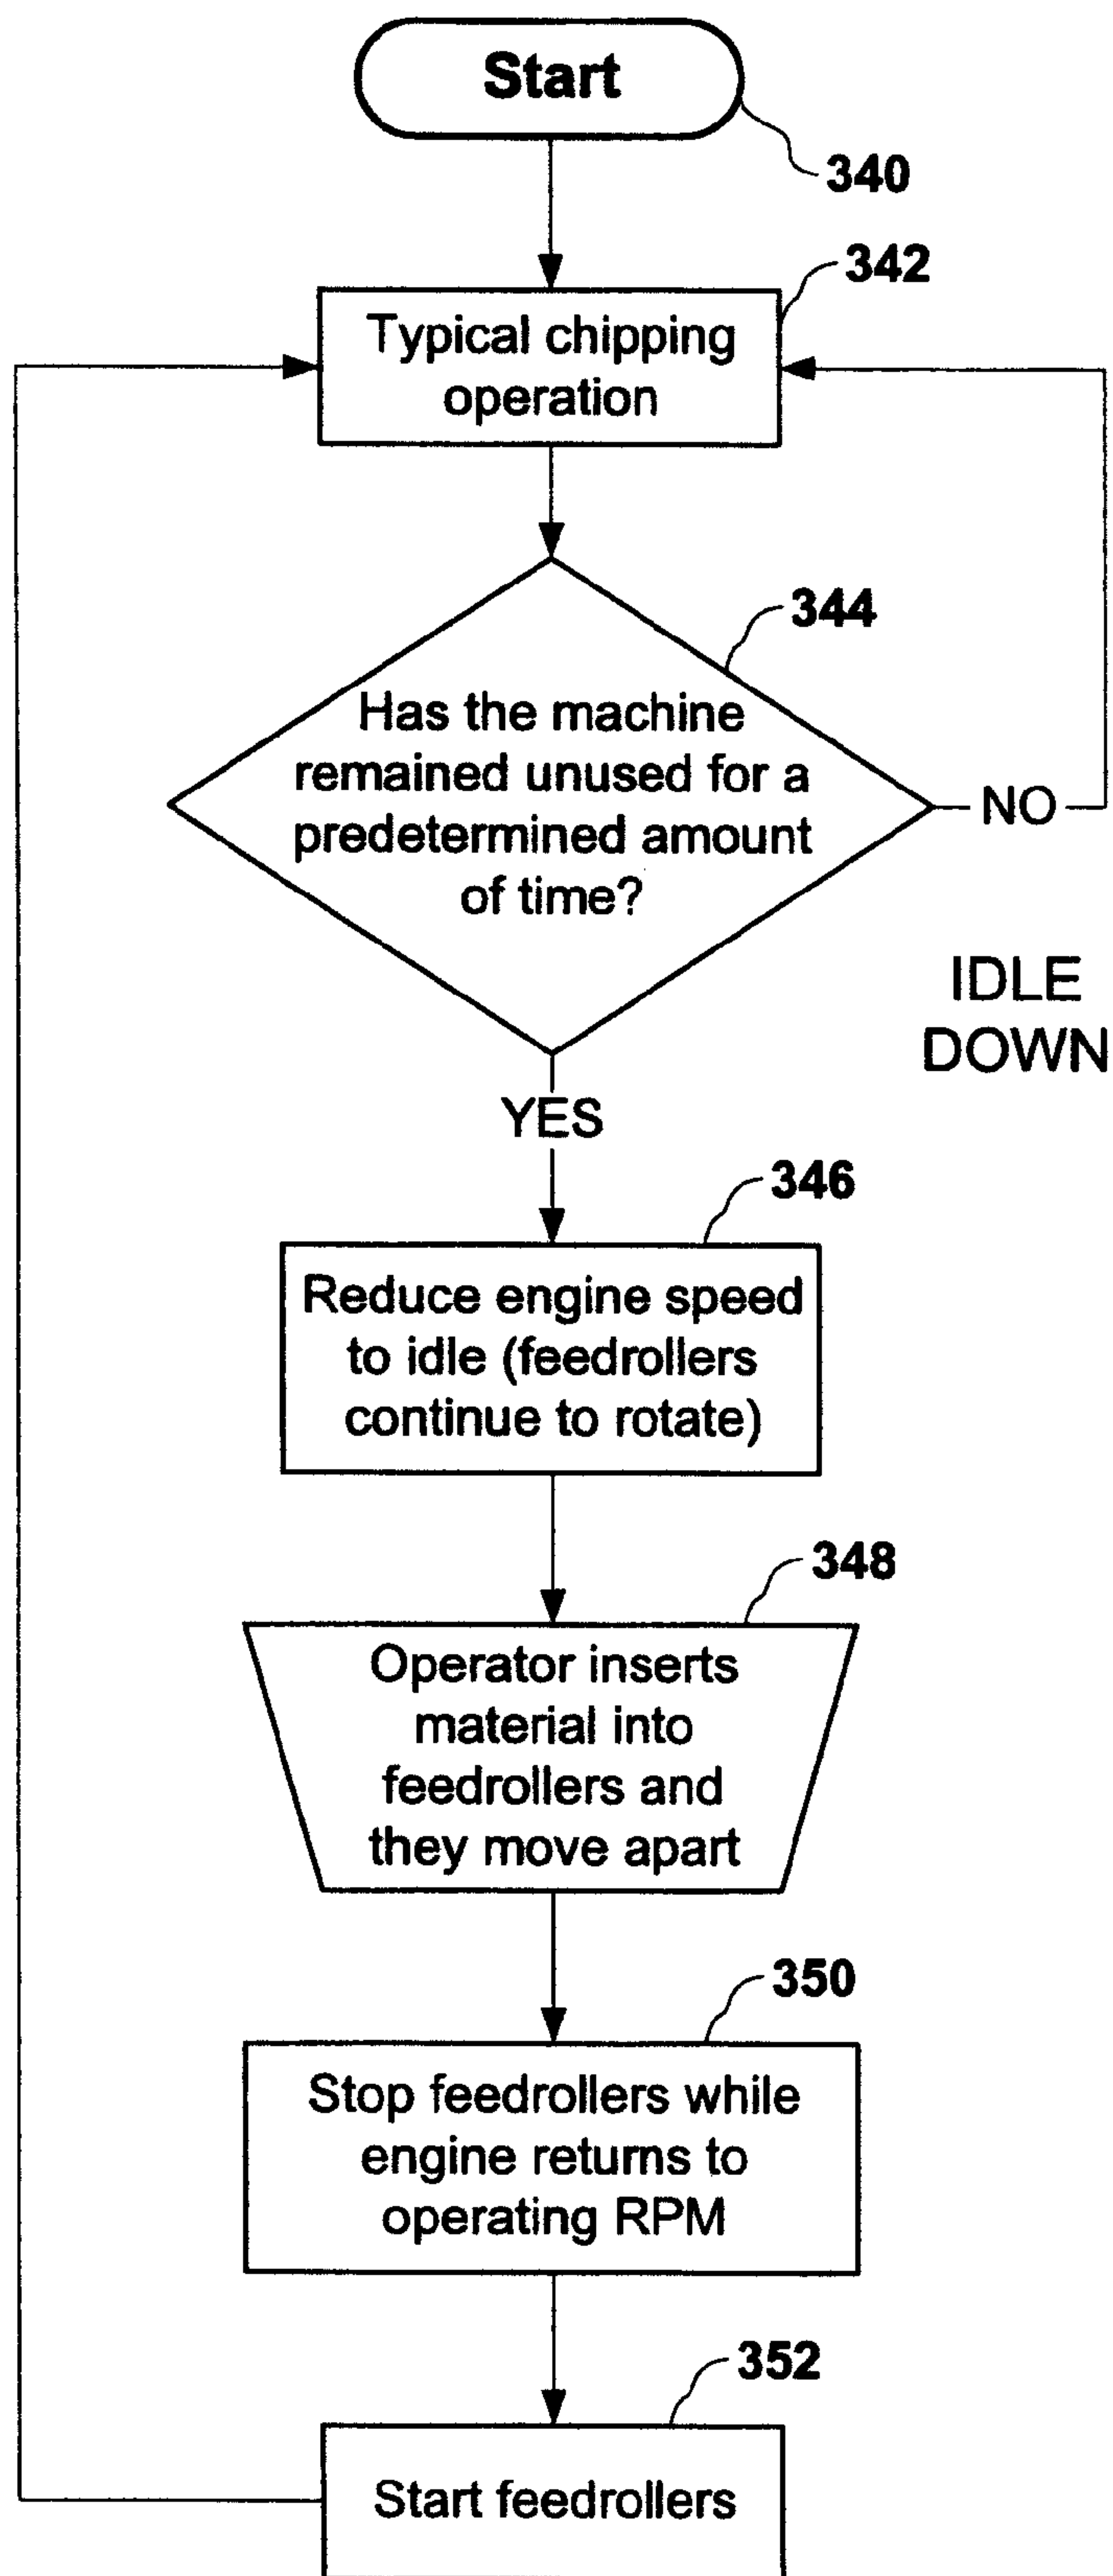 Start
340
342
Typical chipping
operation
344
Has the machine
remained unused for a
predetermined amount
of time?
NO
IDLE
DOWN
YES
346
Reduce engine speed
to idle (feedrollers
continue to rotate)
348
Operator inserts
material into
feedrollers and
they move apart
350
Stop feedrollers while
engine returns to
operating RPM
352
Start feedrollers